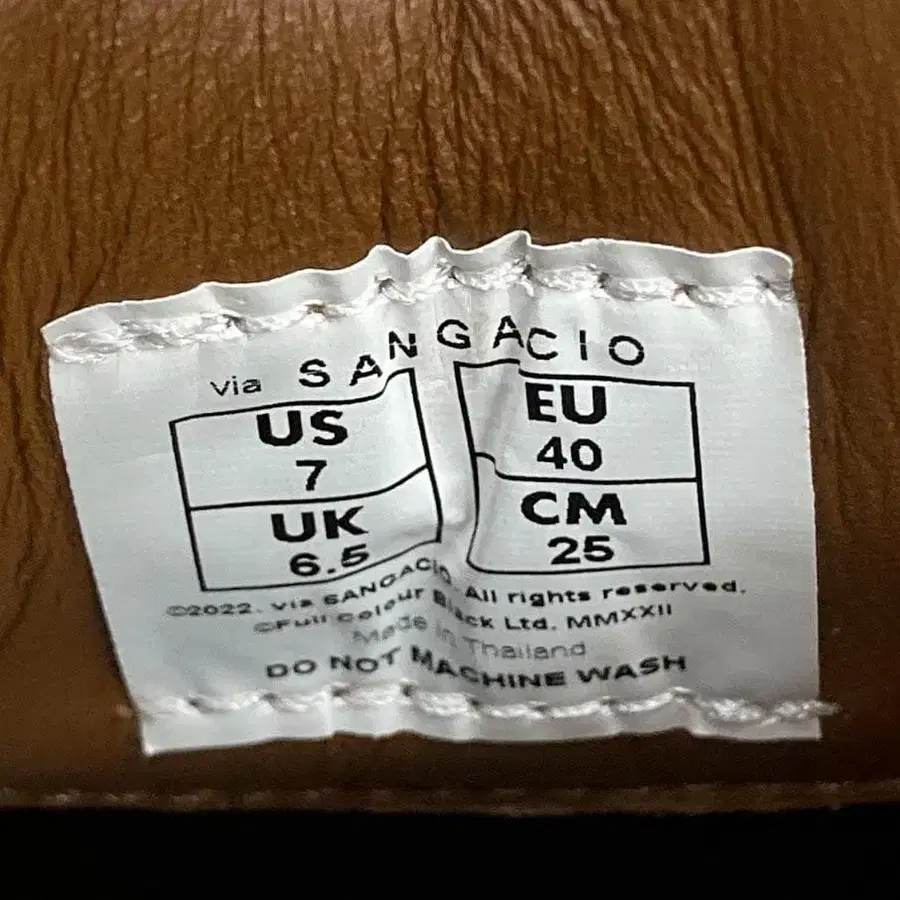 via SANGACIO
US EU
7 40
UK CM
6.5 25
©2022. via SANGACIO. All rights reserved.
©Full Colour Black Ltd. MMXXII
Made in Thailand
DO NOT MACHINE WASH